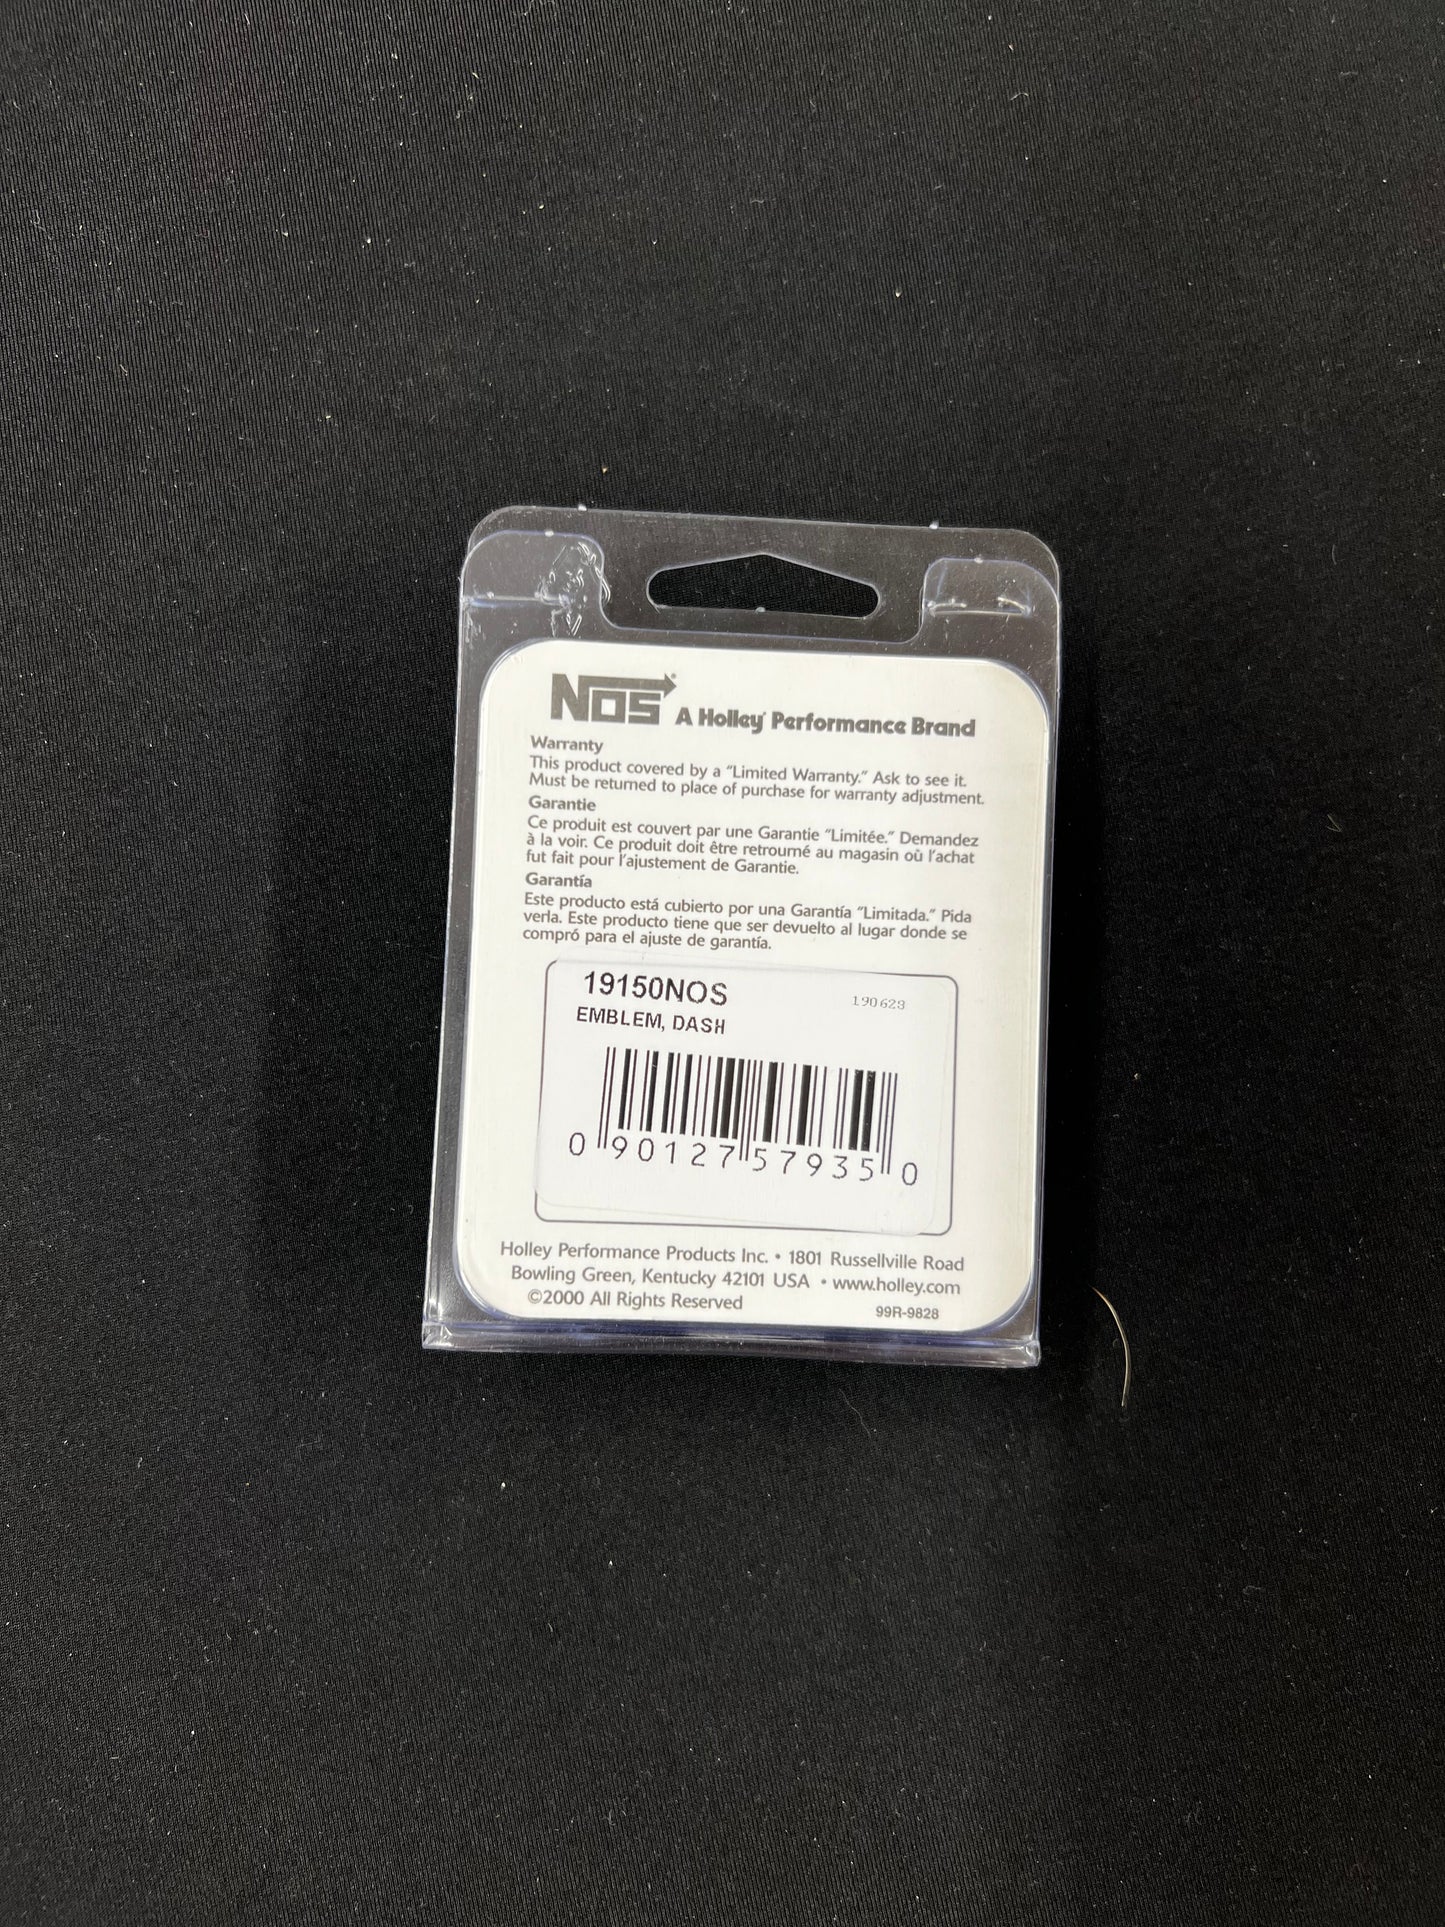 NOS® A Holley® Performance Brand
Warranty
This product covered by a “Limited Warranty.” Ask to see it.
Must be returned to place of purchase for warranty adjustment.
Garantie
Ce produit est couvert par une Garantie “Limitée.” Demandez
à la voir. Ce produit doit être retroumé au magasin où l’achat
fut fait pour l’ajustement de Garantie.
Garantía
Este producto está cubierto por una Garantía “Limitada.” Pida
verla. Este producto tiene que ser devuelto al lugar donde se
compró para el ajuste de garantía.
19150NOS 190623
EMBLEM, DASH
0 90127 57935 0
Holley Performance Products Inc. • 1801 Russellville Road
Bowling Green, Kentucky 42101 USA • www.holley.com
©2000 All Rights Reserved 99R-9828